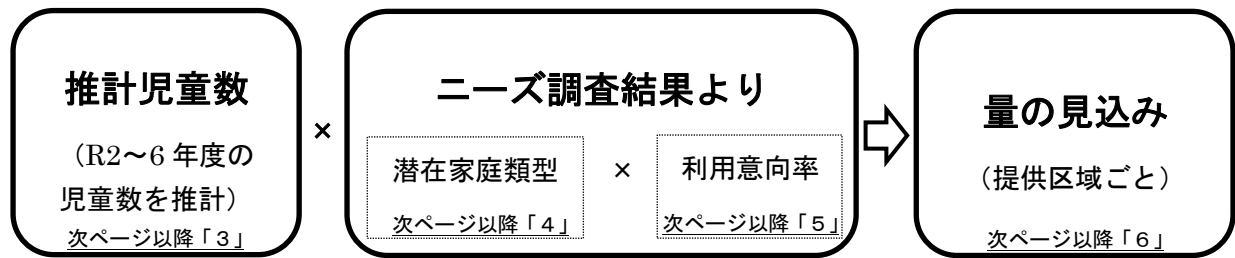 推計児童数
（R2～6 年度の
児童数を推計）
次ページ以降「３」
×
ニーズ調査結果より
潜在家庭類型
次ページ以降「４」
×
利用意向率
次ページ以降「５」
量の見込み
（提供区域ごと）
次ページ以降「６」